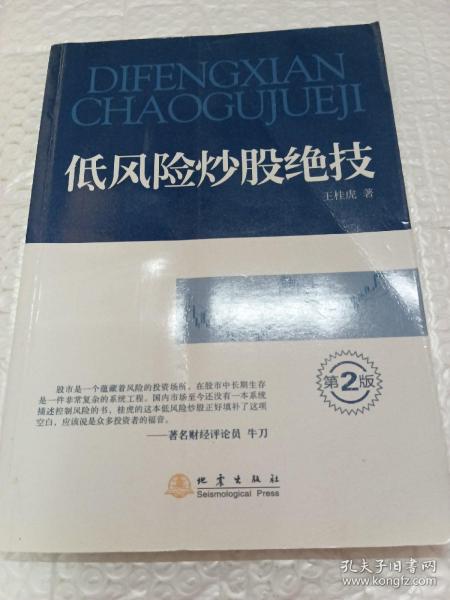 DIFENGXIAN
CHAOGUJUEJI
低风险炒股绝技
王桂虎 著
第2版
股市是一个蕴藏着风险的投资场所，在股市中长期生存
是一件非常复杂的系统工程。国内市场至今还没有一本系统
描述控制风险的书，桂虎的这本低风险炒股正好填补了这项
空白，应该说是众多投资者的福音。
——著名财经评论员 牛刀
地震出版社
Seismological Press
孔夫子旧书网
www.kongfz.com